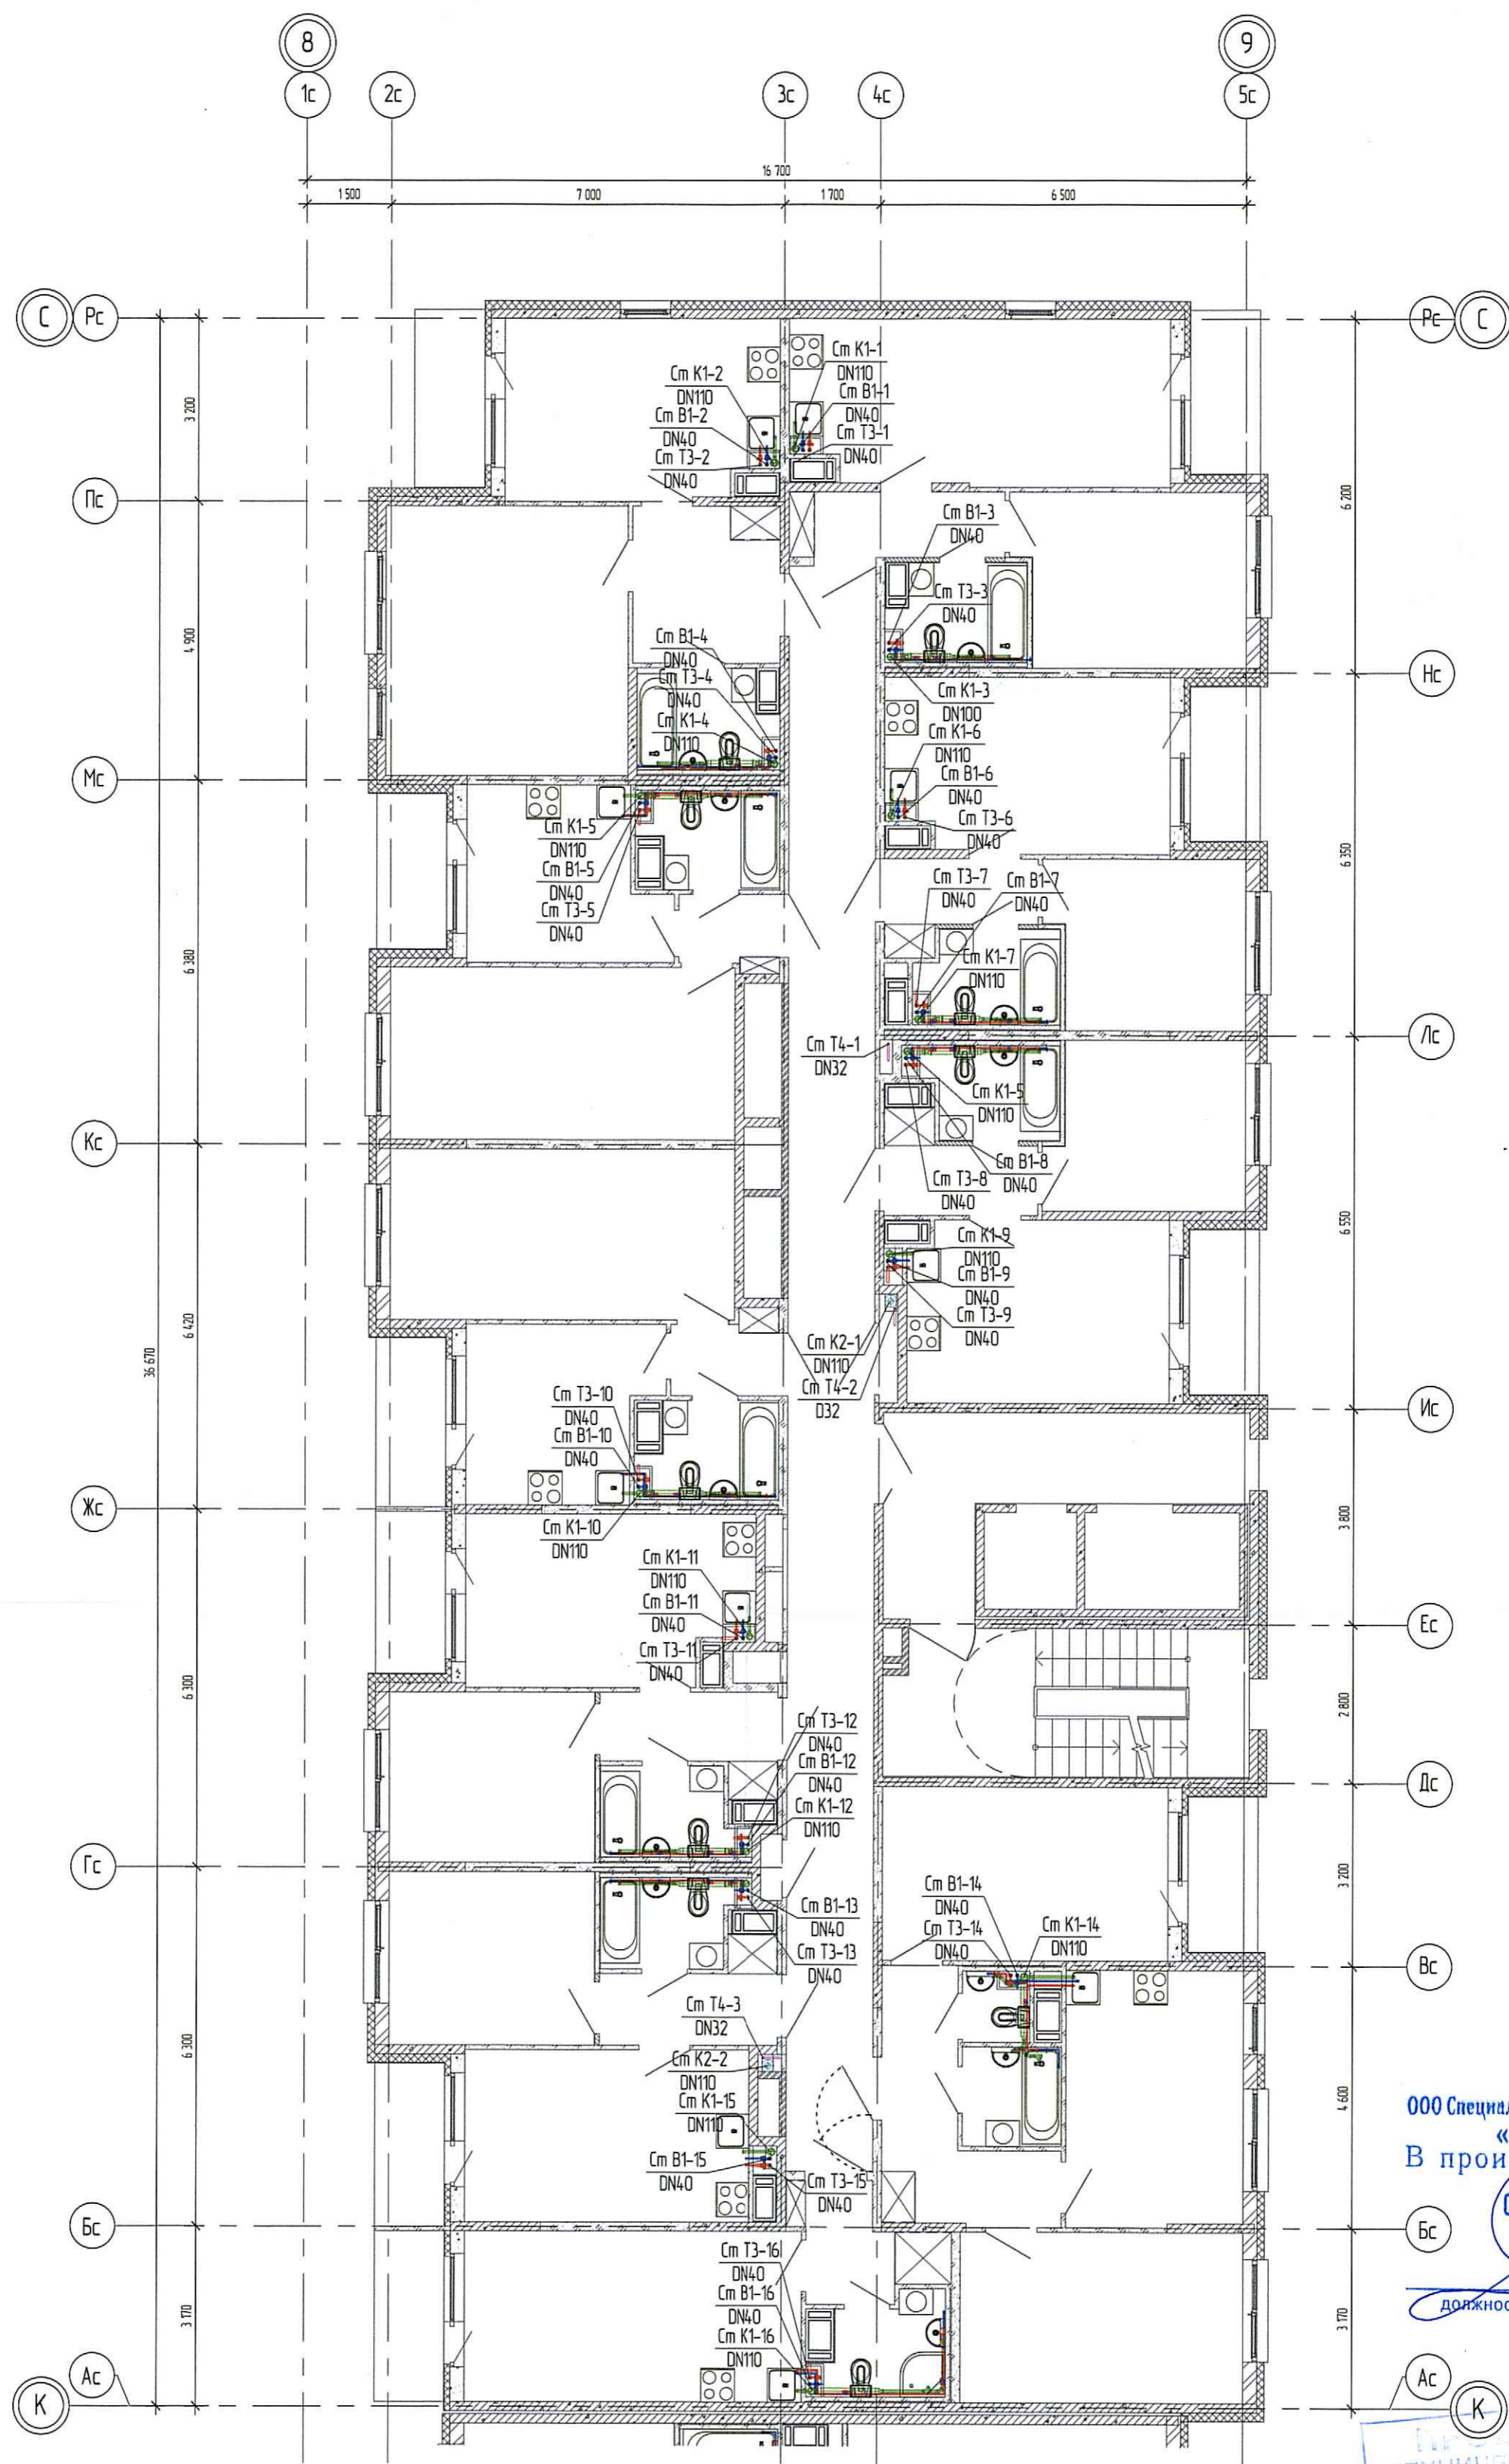 8
9
1с
2с
3с
4с
5с
16 700
1 500
7 000
1 700
6 500
С
Рс
Рс
С
Ст К1-1
DN110
Ст К1-2
DN110
Ст В1-1
DN40
Ст В1-2
DN40
Ст Т3-1
DN40
Ст Т3-2
DN40
3 200
Пс
6 200
Ст В1-3
DN40
Ст Т3-3
DN40
4 900
Ст В1-4
DN40
Ст Т3-4
DN40
Ст К1-4
DN110
Нс
Ст К1-3
DN100
Ст К1-6
DN110
Ст В1-6
DN40
Ст Т3-6
DN40
Мс
Ст К1-5
DN110
Ст В1-5
DN40
Ст Т3-5
DN40
6 350
Ст Т3-7
DN40
Ст В1-7
DN40
Ст К1-7
DN110
6 380
Лс
Ст Т4-1
DN32
Ст К1-5
DN110
Кс
Ст В1-8
DN40
Ст Т3-8
DN40
6 550
Ст К1-9
DN110
Ст В1-9
DN40
Ст Т3-9
DN40
6 420
36 670
Ст К2-1
DN110
Ст Т4-2
D32
Ис
Ст Т3-10
DN40
Ст В1-10
DN40
Жс
Ст К1-10
DN110
3 800
Ст К1-11
DN110
Ст В1-11
DN40
Ст Т3-11
DN40
Ес
6 300
2 800
Ст Т3-12
DN40
Ст В1-12
DN40
Ст К1-12
DN110
Дс
Гс
Ст В1-13
DN40
Ст Т3-13
DN40
3 200
Ст В1-14
DN40
Ст Т3-14
DN40
Ст К1-14
DN110
Вс
6 300
Ст Т4-3
DN32
Ст К2-2
DN110
Ст К1-15
DN110
Ст В1-15
DN40
Ст Т3-15
DN40
4 600
ООО Специал
«
В прои
Бс
Бс
Ст Т3-16
DN40
Ст В1-16
DN40
Ст К1-16
DN110
3 170
3 170
должнос
Ас
К
Ас
К